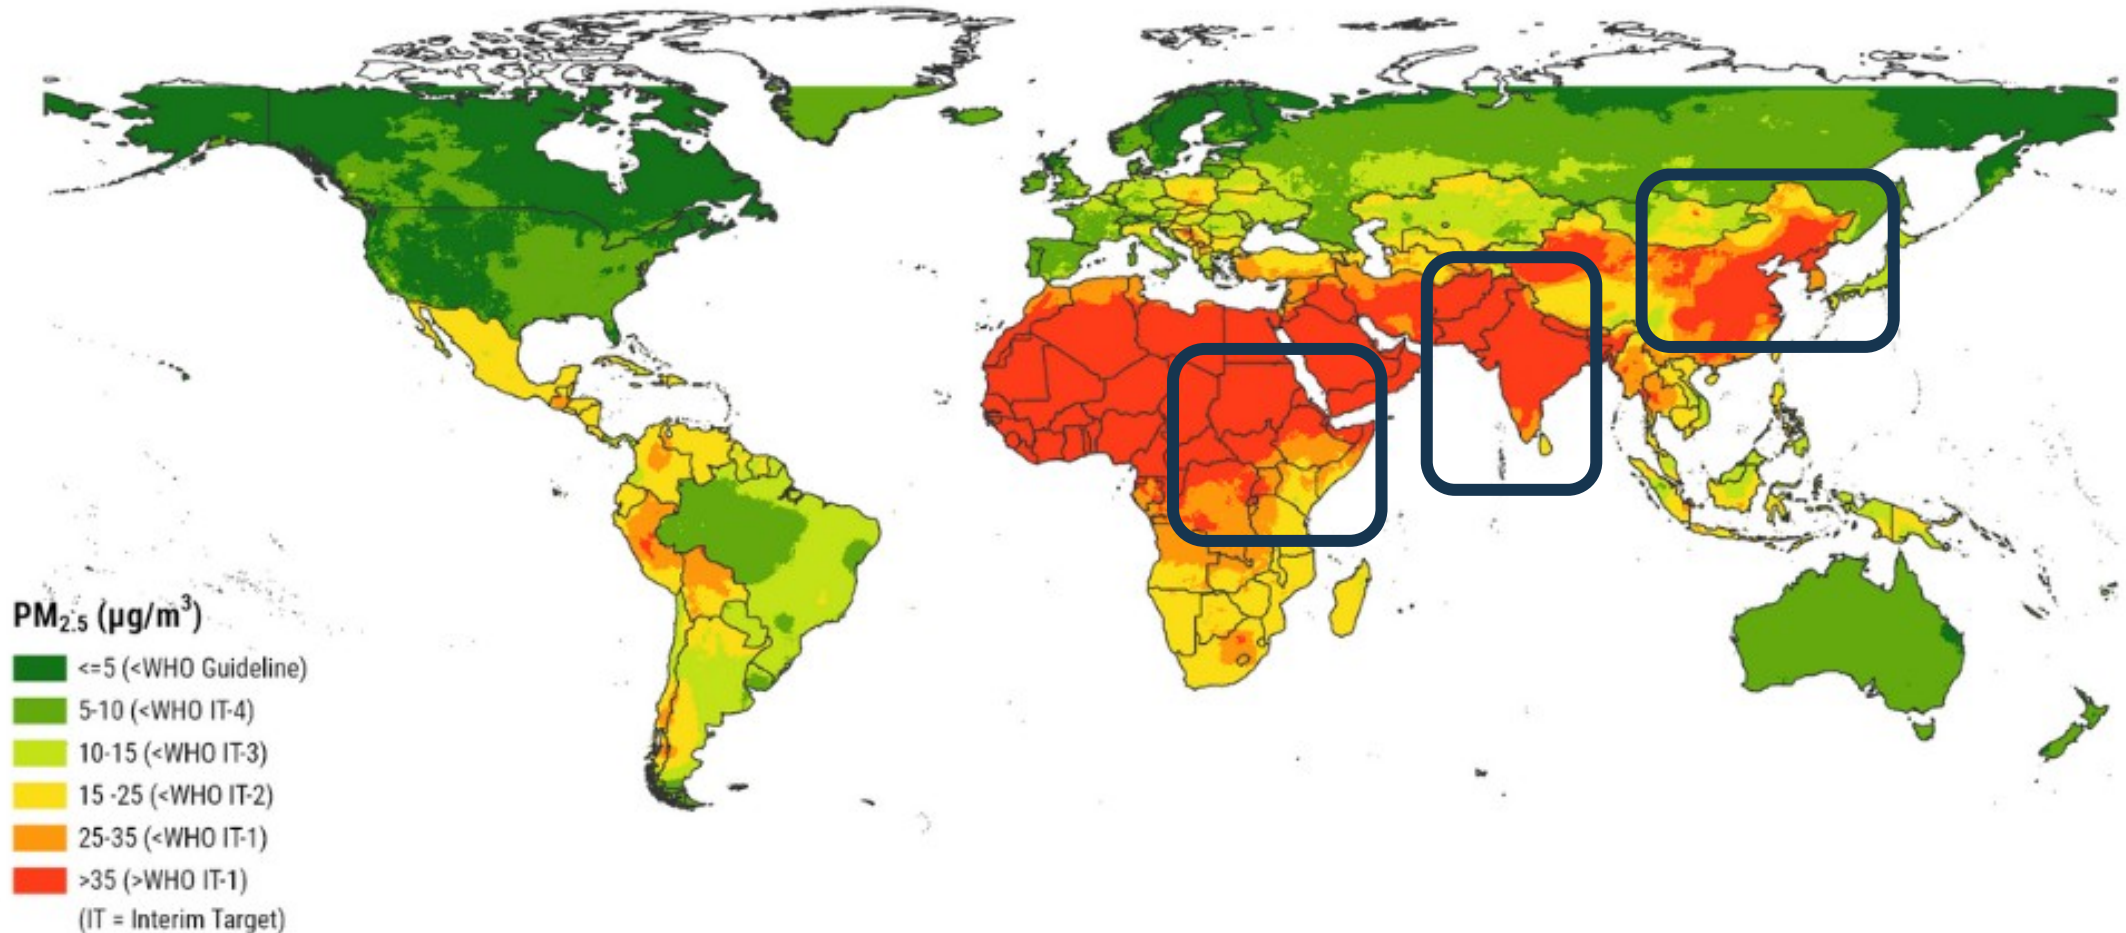 PM₂.₅ (µg/m³)
<=5 (<WHO Guideline)
5-10 (<WHO IT-4)
10-15 (<WHO IT-3)
15 -25 (<WHO IT-2)
25-35 (<WHO IT-1)
>35 (>WHO IT-1)
(IT = Interim Target)